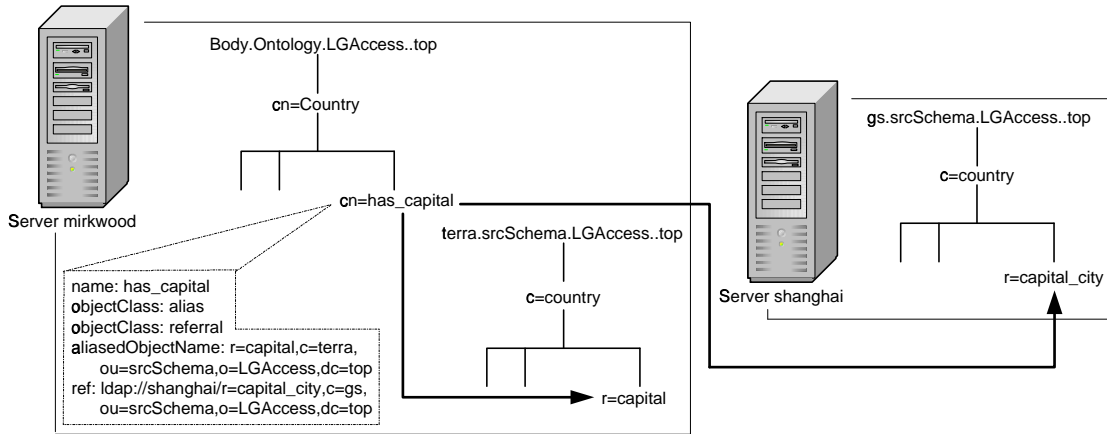 Body.Ontology.LGAccess..top
cn=Country
cn=has_capital
Server mirkwood
terra.srcSchema.LGAccess..top
c=country
r=capital
name: has_capital
objectClass: alias
objectClass: referral
aliasedObjectName: r=capital,c=terra,
ou=srcSchema,o=LGAccess,dc=top
ref: ldap://shanghai/r=capital_city,c=gs,
ou=srcSchema,o=LGAccess,dc=top
gs.srcSchema.LGAccess..top
c=country
r=capital_city
Server shanghai